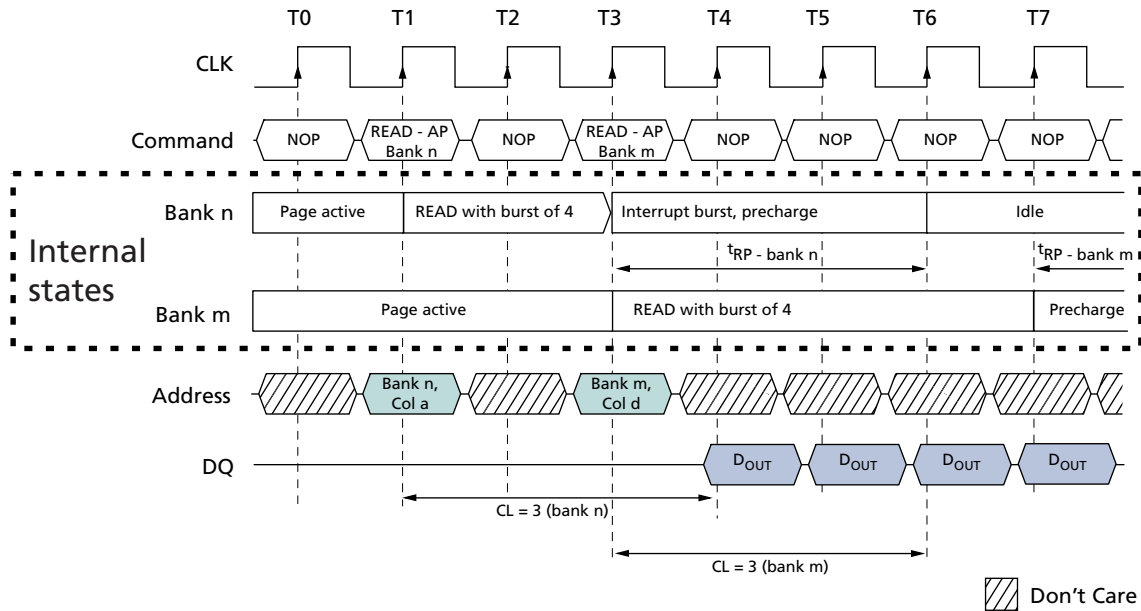 T0 T1 T2 T3 T4 T5 T6 T7
CLK
Command NOP READ - AP Bank n NOP READ - AP Bank m NOP NOP NOP NOP
Internal states
Bank n Page active READ with burst of 4 Interrupt burst, precharge Idle
tRP - bank n tRP - bank m
Bank m Page active READ with burst of 4 Precharge
Address Bank n, Col a Bank m, Col d
DQ DOUT DOUT DOUT DOUT
CL = 3 (bank n)
CL = 3 (bank m)
Don't Care